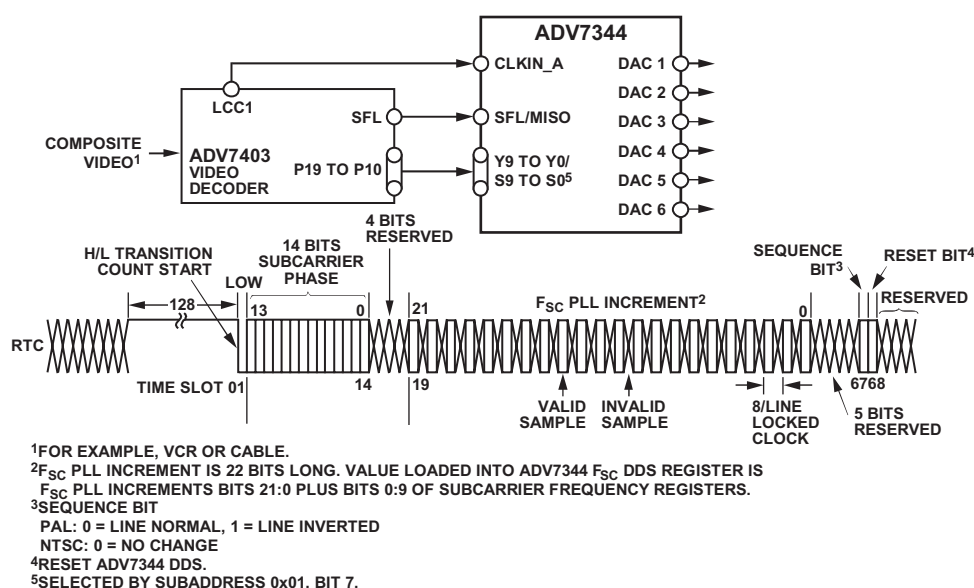 ADV7344
CLKIN_A
DAC 1
DAC 2
LCC1
SFL
SFL/MISO
DAC 3
COMPOSITE
VIDEO1
ADV7403
VIDEO
DECODER
P19 TO P10
Y9 TO Y0/
S9 TO S05
DAC 4
DAC 5
DAC 6
4 BITS
RESERVED
H/L TRANSITION
COUNT START
LOW
14 BITS
SUBCARRIER
PHASE
SEQUENCE
BIT3
RESET BIT4
RESERVED
128
13
0
21
FSC PLL INCREMENT2
0
RTC
TIME SLOT 01
14
19
6768
VALID
SAMPLE
INVALID
SAMPLE
8/LINE
LOCKED
CLOCK
5 BITS
RESERVED
1FOR EXAMPLE, VCR OR CABLE.
2FSC PLL INCREMENT IS 22 BITS LONG. VALUE LOADED INTO ADV7344 FSC DDS REGISTER IS
FSC PLL INCREMENTS BITS 21:0 PLUS BITS 0:9 OF SUBCARRIER FREQUENCY REGISTERS.
3SEQUENCE BIT
PAL: 0 = LINE NORMAL, 1 = LINE INVERTED
NTSC: 0 = NO CHANGE
4RESET ADV7344 DDS.
5SELECTED BY SUBADDRESS 0x01, BIT 7.